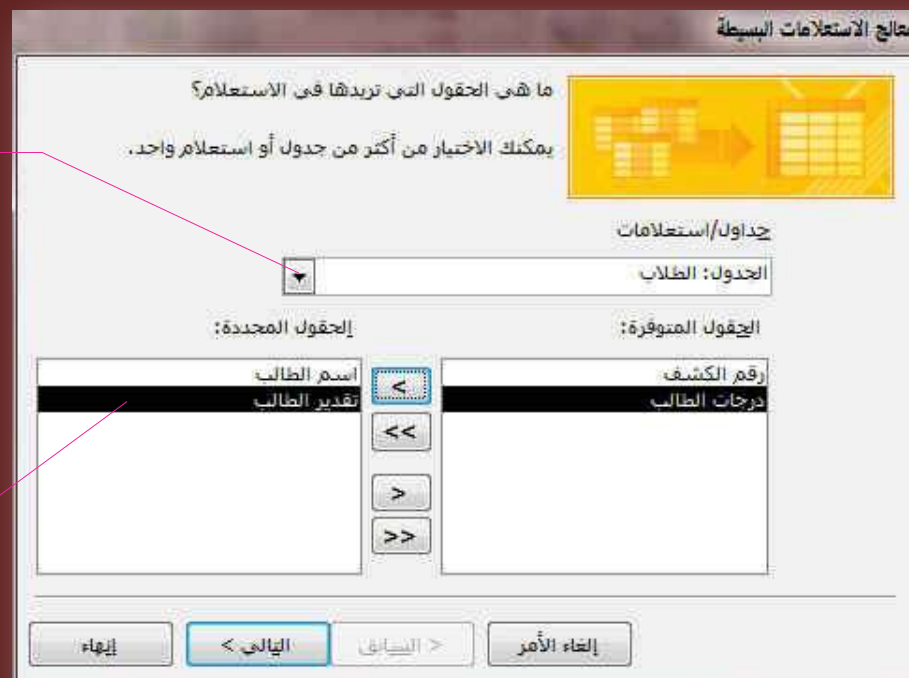 معالج الاستعلامات البسيطة
ما هي الحقول التي تريدها في الاستعلام؟
يمكنك الاختيار من أكثر من جدول أو استعلام واحد.
جداول/استعلامات
الجدول: الطلاب
الحقول المتوفرة:
رقم الكشف
درجات الطالب
>
>>
<
<<
الحقول المحددة:
اسم الطالب
تقدير الطالب
إلغاء الأمر
< السابق
التالي >
إنهاء